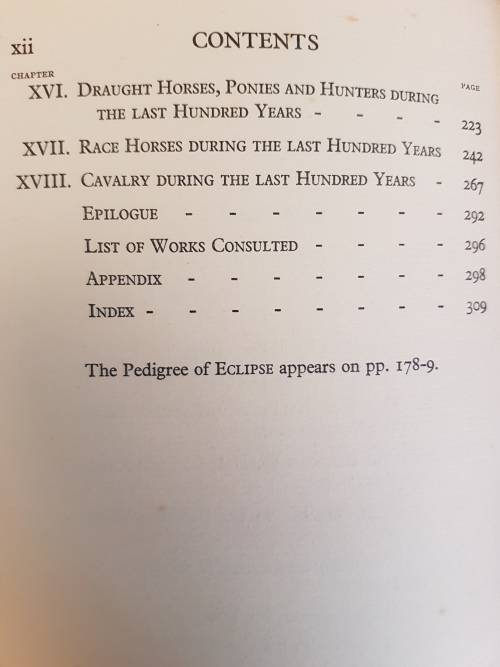 xii CONTENTS
CHAPTER PAGE
XVI. DRAUGHT HORSES, PONIES AND HUNTERS DURING
THE LAST HUNDRED YEARS - - - - 223
XVII. RACE HORSES DURING THE LAST HUNDRED YEARS 242
XVIII. CAVALRY DURING THE LAST HUNDRED YEARS - 267
EPILOGUE - - - - - - - 292
LIST OF WORKS CONSULTED - - - - 296
APPENDIX - - - - - - - 298
INDEX - - - - - - - - 309
The Pedigree of ECLIPSE appears on pp. 178-9.